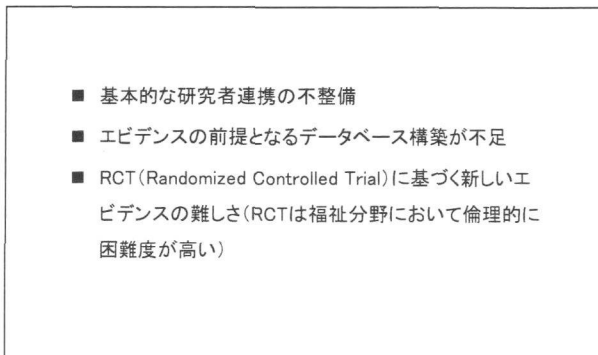 ■ 基本的な研究者連携の不整備
■ エビデンスの前提となるデータベース構築が不足
■ RCT(Randomized Controlled Trial)に基づく新しいエ
ビデンスの難しさ(RCTは福祉分野において倫理的に
困難度が高い)